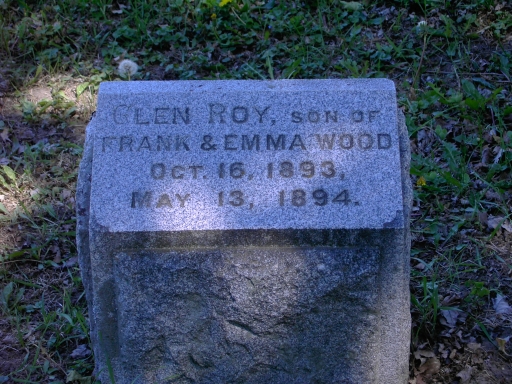 GLEN ROY, SON OF
FRANK & EMMA WOOD
OCT. 16, 1893,
MAY 13, 1894.